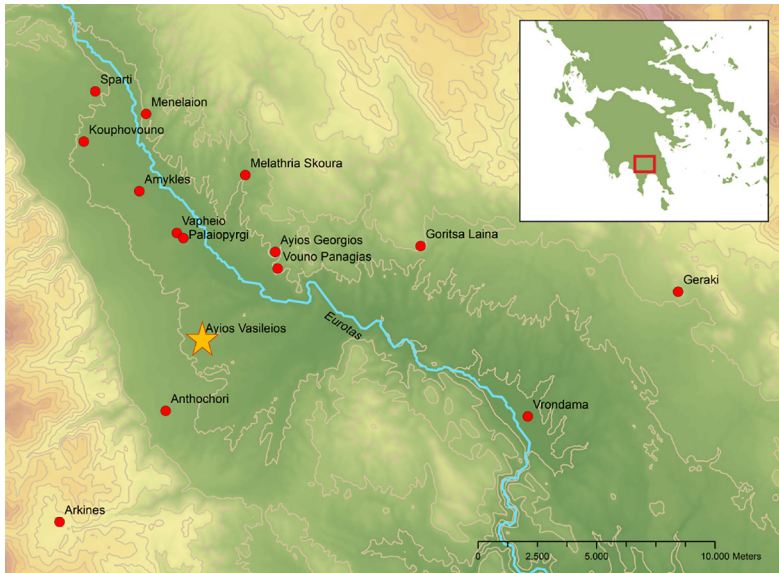 Sparti
Menelaion
Kouphovouno
Melathria Skoura
Amykles
Vapheio
Palaiopyrgi
Goritsa Laina
Ayios Georgios
Vouno Panagias
Geraki
Eurotas
Ayios Vasileios
Anthochori
Vrondama
Arkines
0 2.500 5.000 10.000 Meters